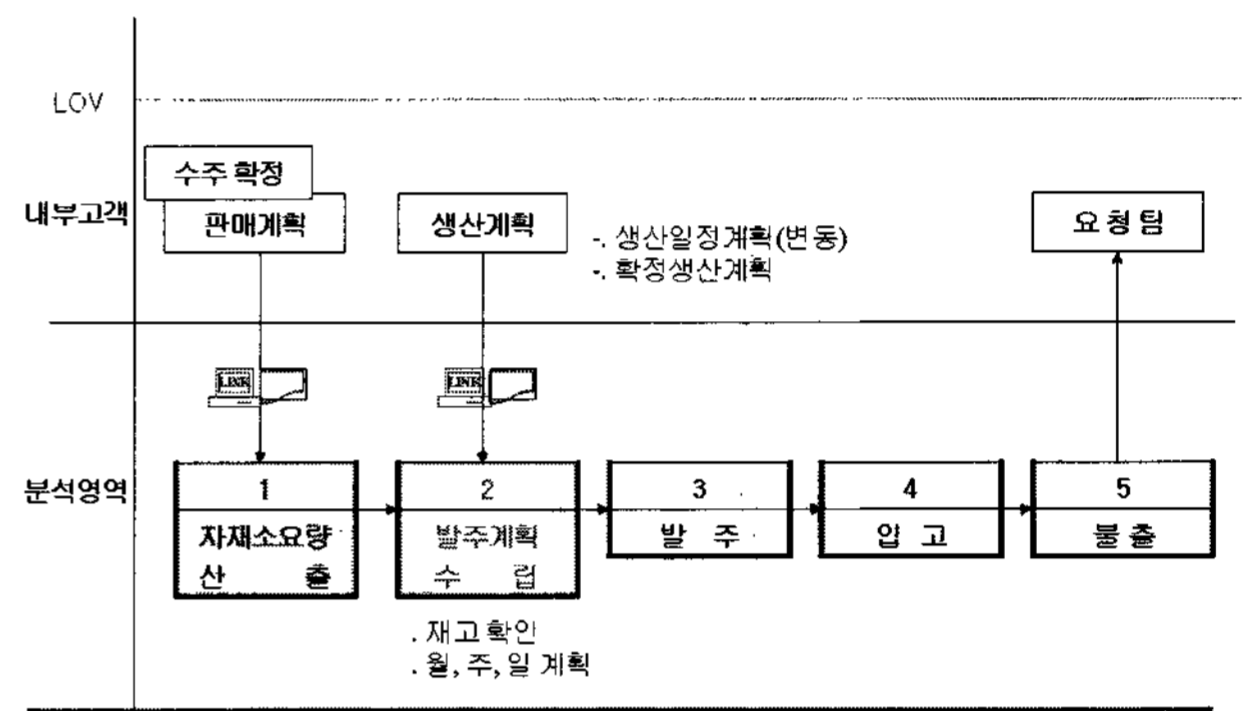 LOV
수주 확정
내부고객
판매계획
생산계획
-. 생산일정계획(변동)
-. 확정생산계획
요청팀
LINK
LINK
분석영역
1
자재소요량
산 출
2
발주계획
수 립
3
발 주
4
입 고
5
불출
. 재고 확인
. 월, 주, 일 계획